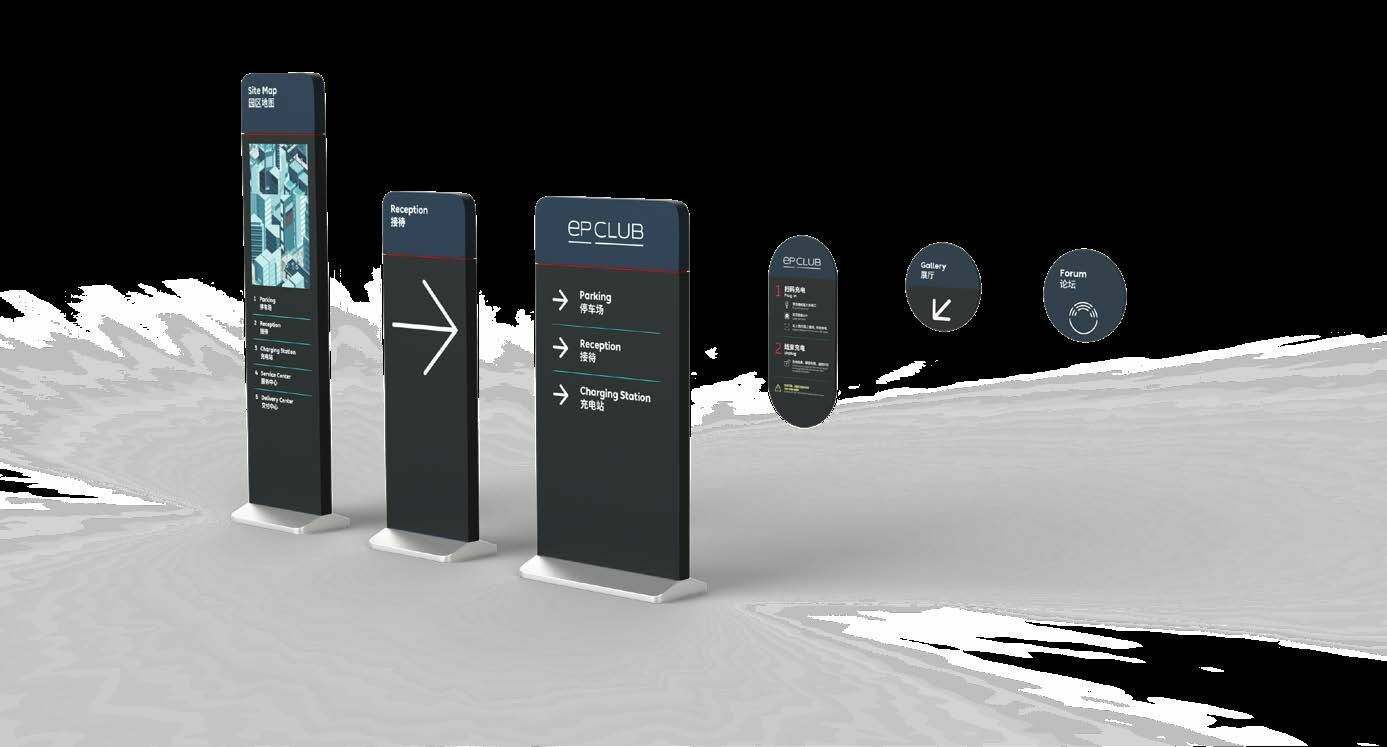 Site Map
园区地图
1 Parking
停车场
2 Reception
接待
3 Charging Station
充电站
4 Service Center
服务中心
5 Delivery Center
交付中心
Reception
接待
ep CLUB
Parking
停车场
Reception
接待
Charging Station
充电站
ep CLUB
1 扫码充电
Plug in
2 结束充电
Unplug
Gallery
展厅
Forum
论坛